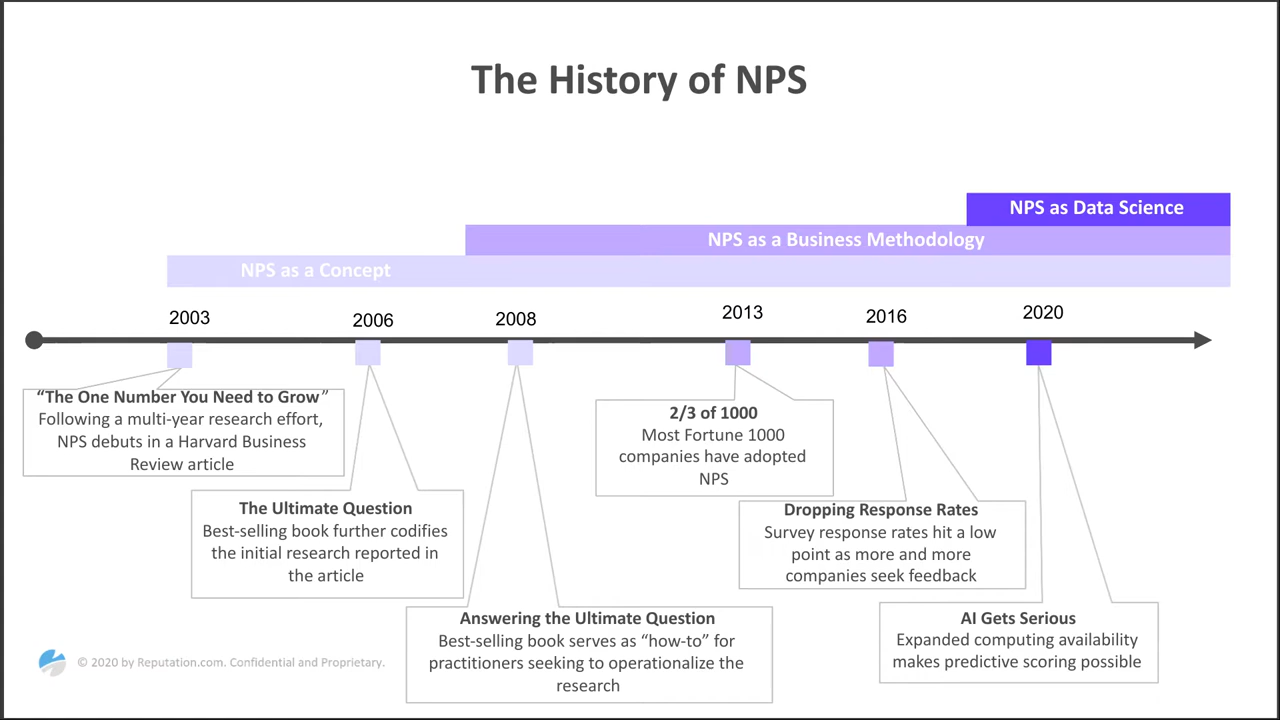 The History of NPS
NPS as Data Science
NPS as a Business Methodology
NPS as a Concept
2003
2006
2008
2013
2016
2020
“The One Number You Need to Grow”
Following a multi-year research effort,
NPS debuts in a Harvard Business
Review article
The Ultimate Question
Best-selling book further codifies
the initial research reported in
the article
Answering the Ultimate Question
Best-selling book serves as “how-to” for
practitioners seeking to operationalize the
research
2/3 of 1000
Most Fortune 1000
companies have adopted
NPS
Dropping Response Rates
Survey response rates hit a low
point as more and more
companies seek feedback
AI Gets Serious
Expanded computing availability
makes predictive scoring possible
© 2020 by Reputation.com. Confidential and Proprietary.